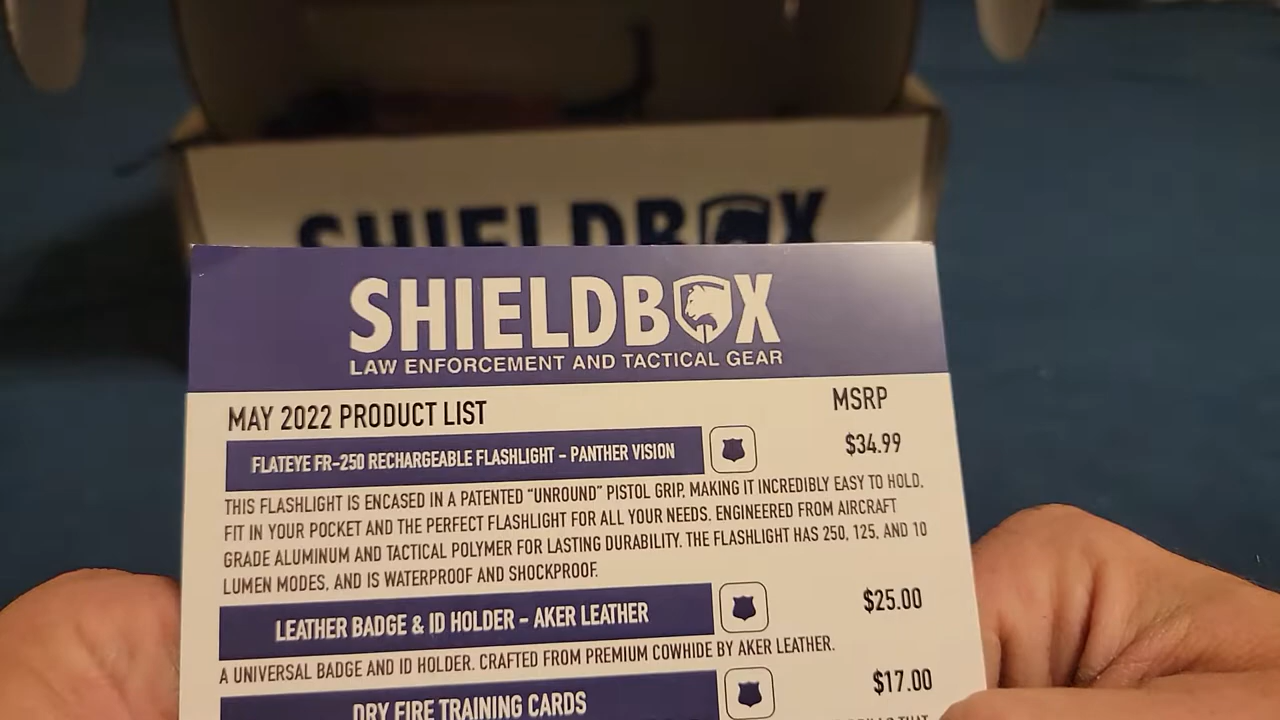 SHIELDBOX
SHIELDBOX
LAW ENFORCEMENT AND TACTICAL GEAR
MAY 2022 PRODUCT LIST MSRP
FLATEYE FR-250 RECHARGEABLE FLASHLIGHT - PANTHER VISION $34.99
THIS FLASHLIGHT IS ENCASED IN A PATENTED "UNROUND" PISTOL GRIP, MAKING IT INCREDIBLY EASY TO HOLD,
FIT IN YOUR POCKET AND THE PERFECT FLASHLIGHT FOR ALL YOUR NEEDS. ENGINEERED FROM AIRCRAFT
GRADE ALUMINUM AND TACTICAL POLYMER FOR LASTING DURABILITY. THE FLASHLIGHT HAS 250, 125, AND 10
LUMEN MODES, AND IS WATERPROOF AND SHOCKPROOF.
LEATHER BADGE & ID HOLDER - AKER LEATHER $25.00
A UNIVERSAL BADGE AND ID HOLDER. CRAFTED FROM PREMIUM COWHIDE BY AKER LEATHER.
DRY FIRE TRAINING CARDS $17.00